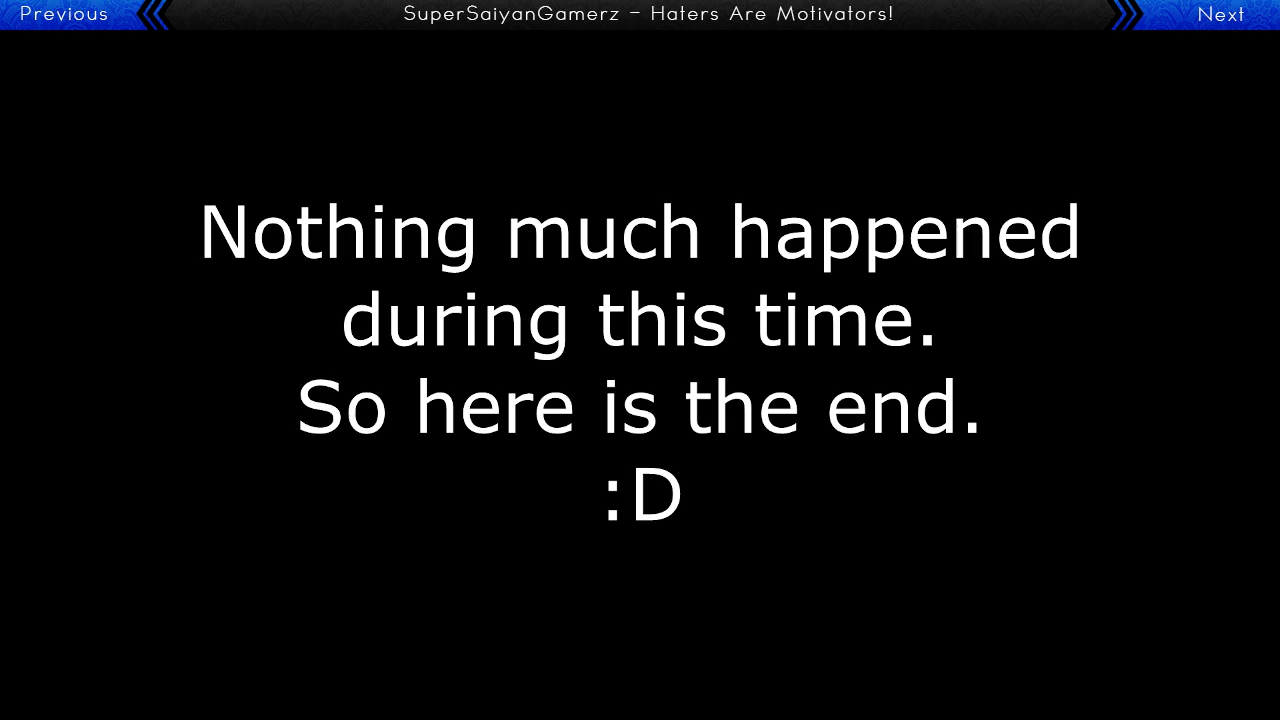 Previous
SuperSaiyanGamerz - Haters Are Motivators!
Next
Nothing much happened
during this time.
So here is the end.
:D